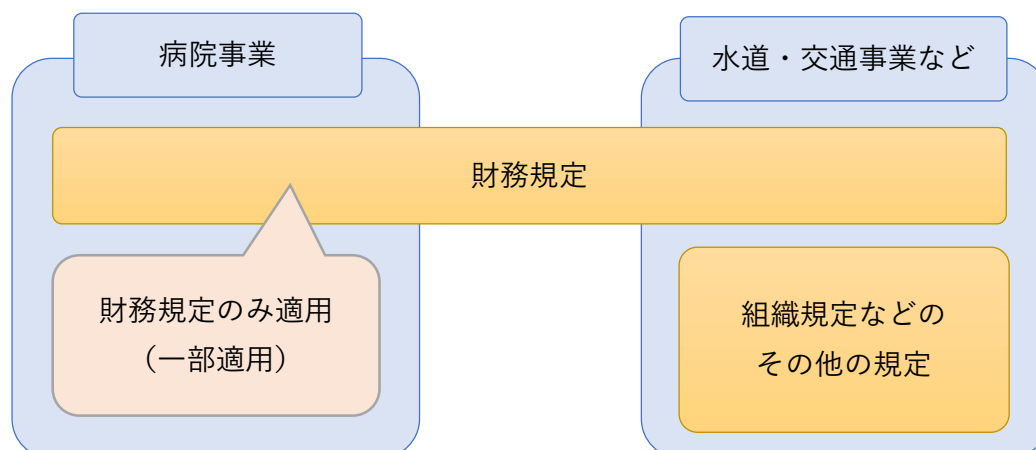 病院事業
水道・交通事業など
財務規定
財務規定のみ適用
（一部適用）
組織規定などの
その他の規定